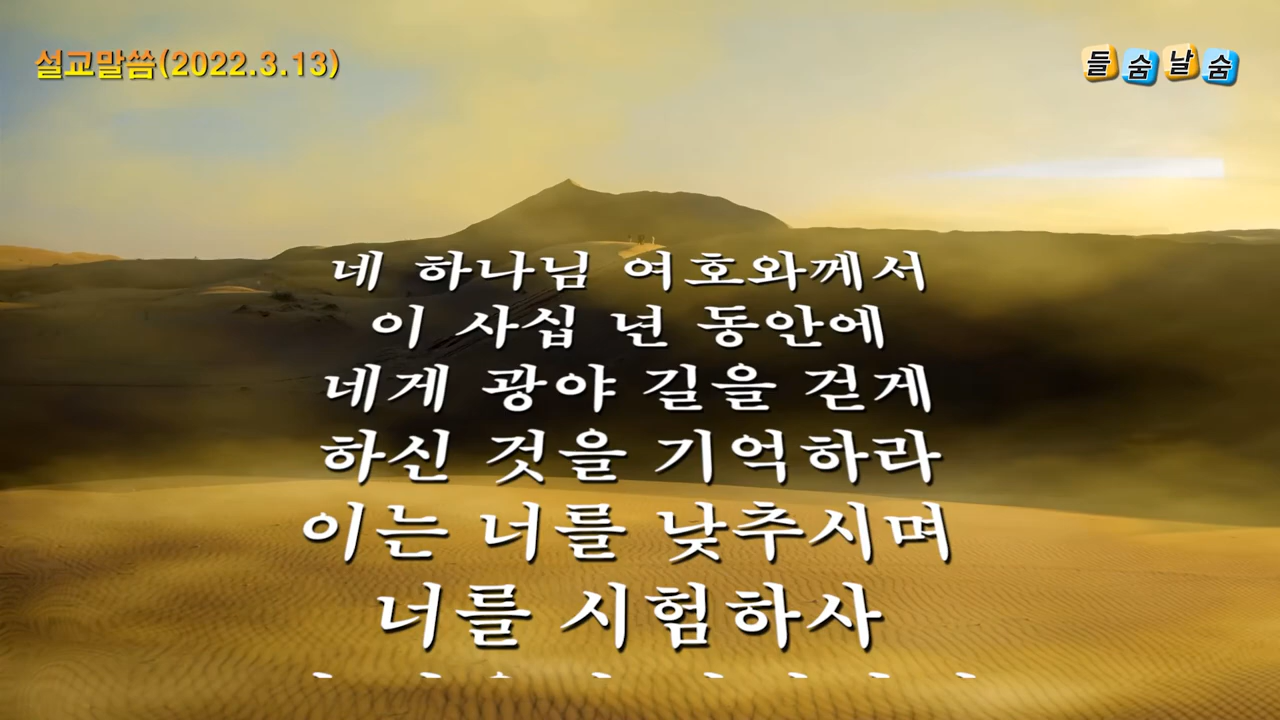 설교말씀(2022.3.13)
들숨날숨
네 하나님 여호와께서
이 사십 년 동안에
네게 광야 길을 걷게
하신 것을 기억하라
이는 너를 낮추시며
너를 시험하사